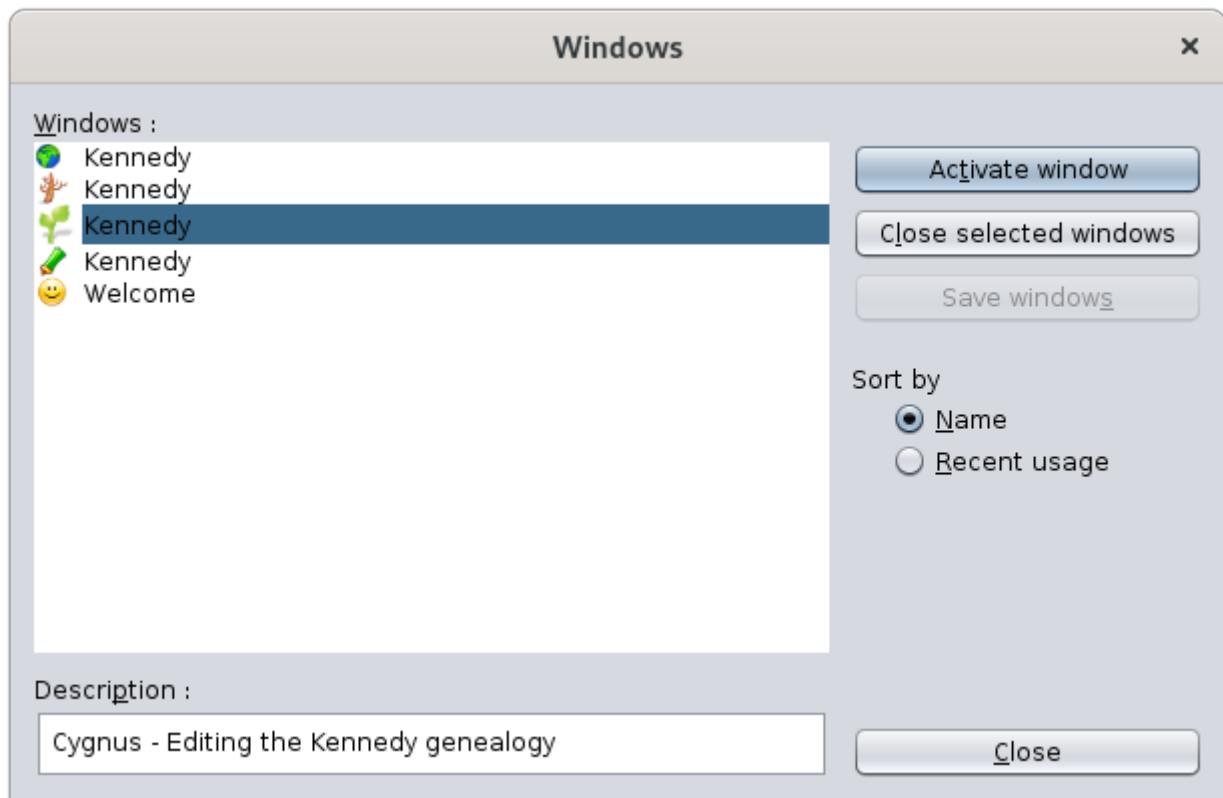 Windows
Windows :
Kennedy
Kennedy
Kennedy
Kennedy
Welcome
Activate window
Close selected windows
Save windows
Sort by
Name
Recent usage
Description :
Cygnus - Editing the Kennedy genealogy
Close